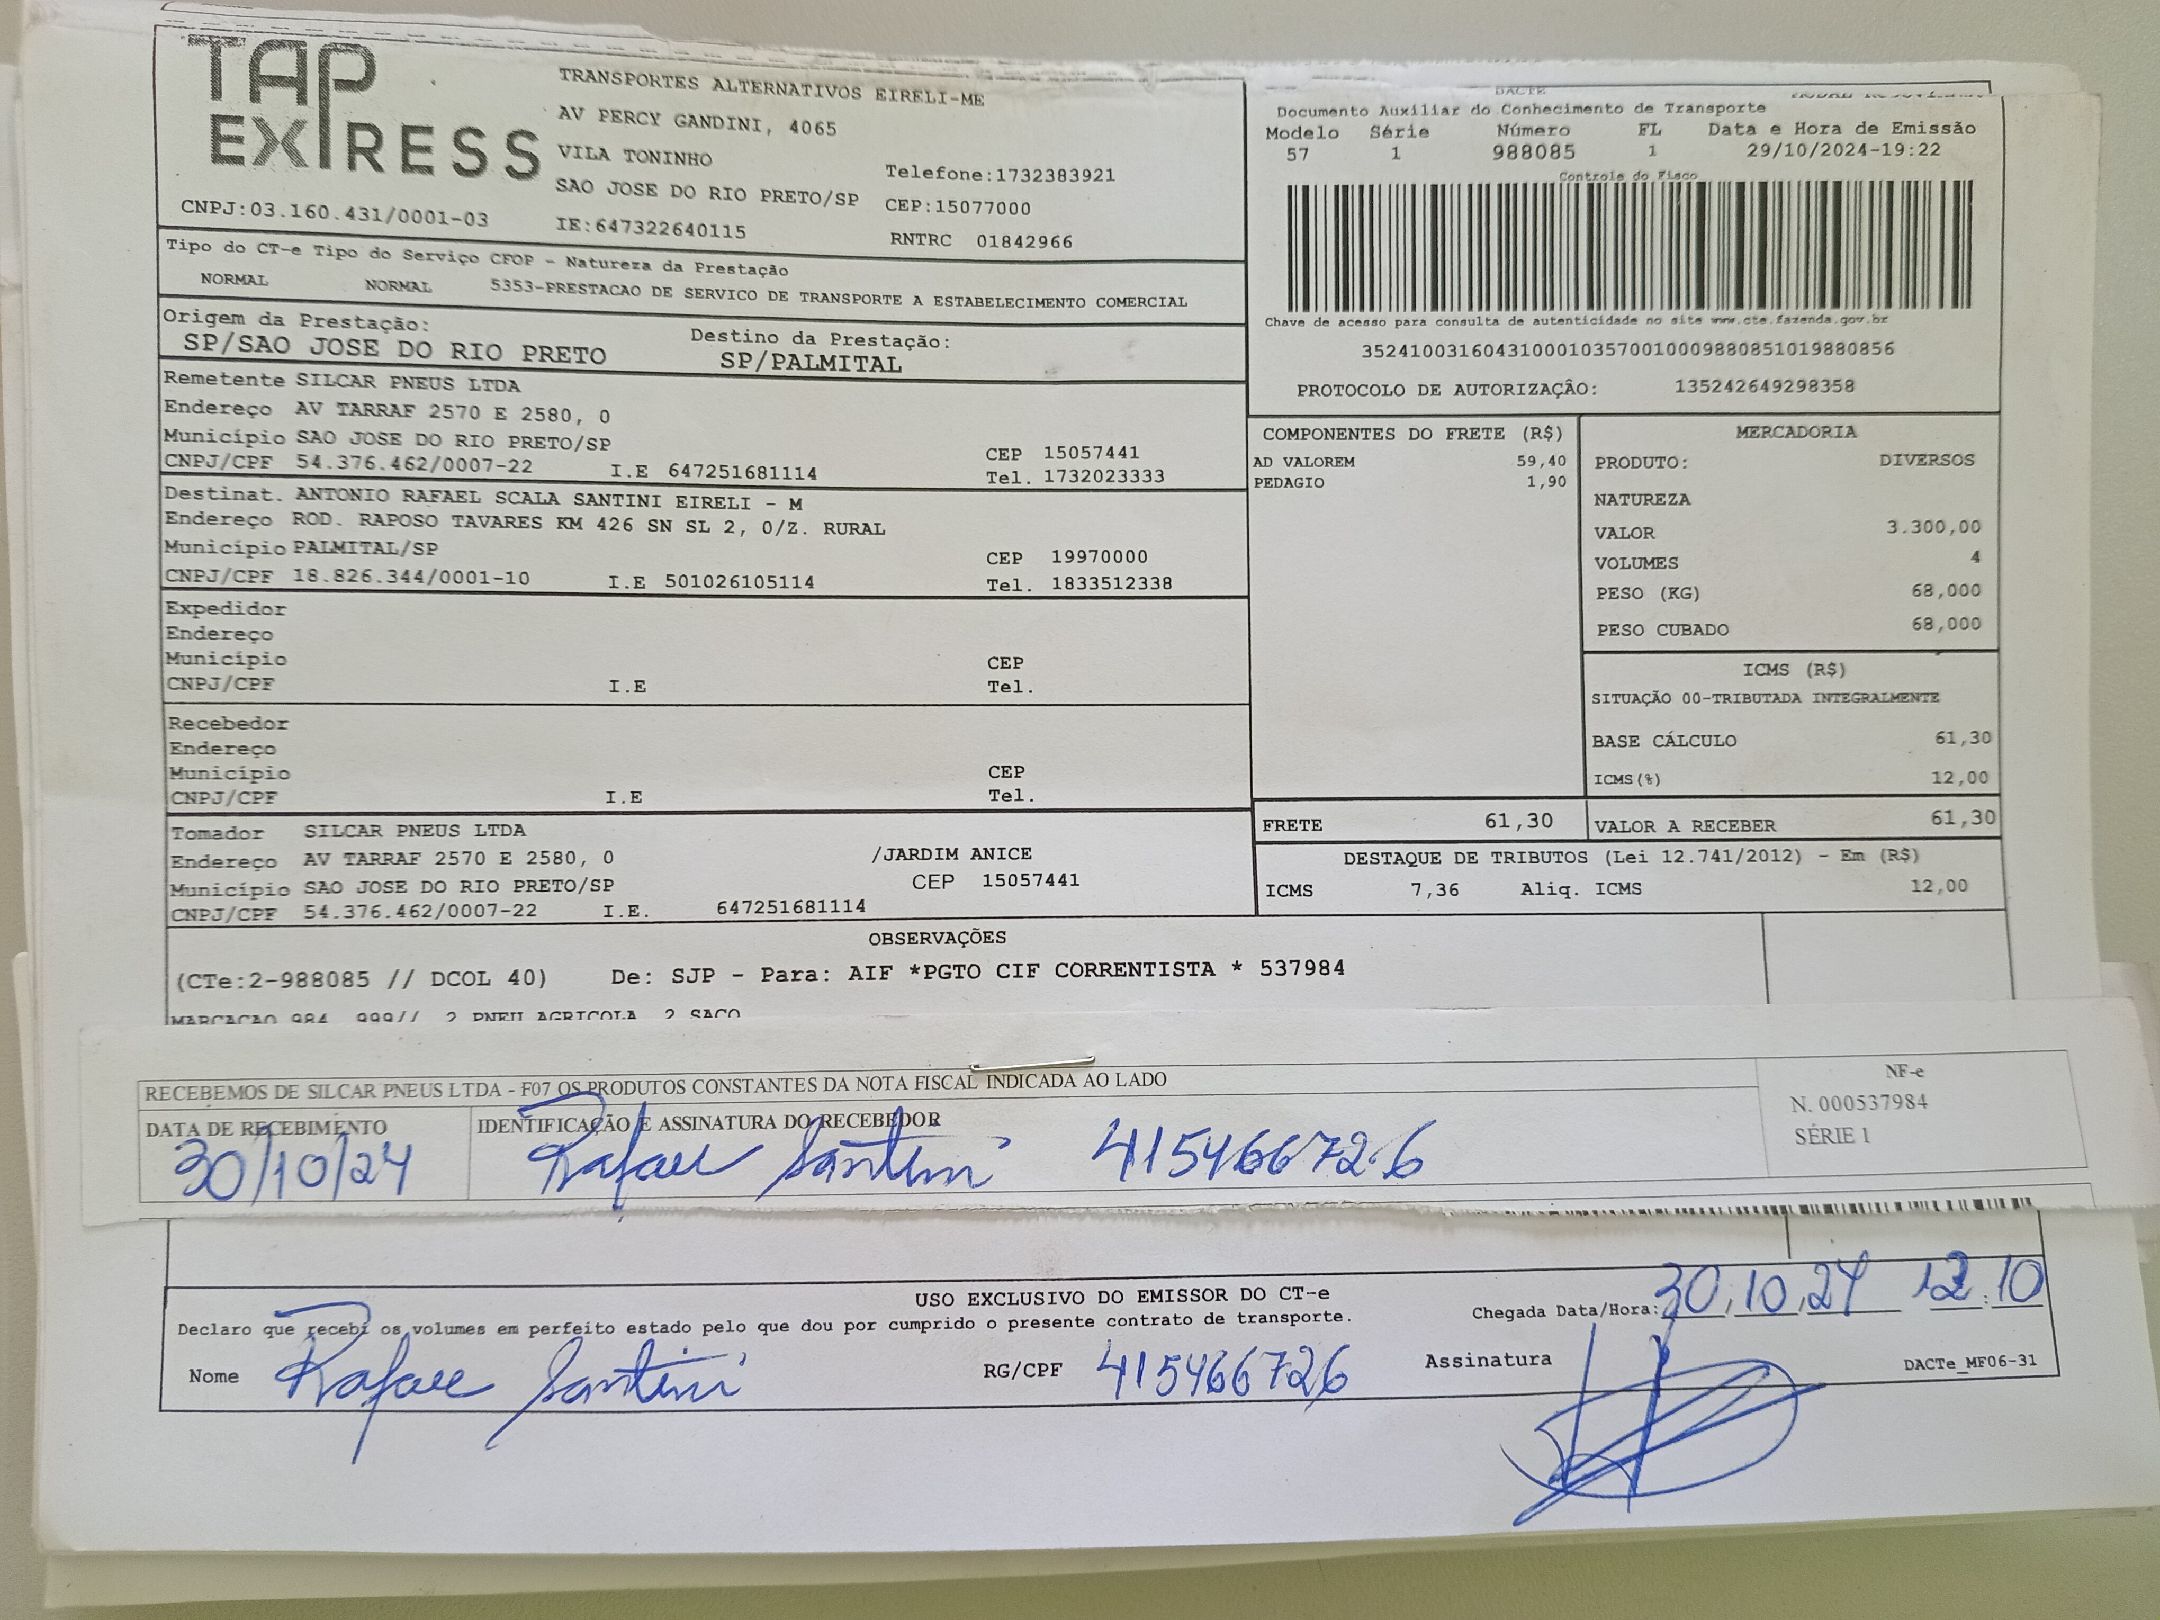 TAP EXPRESS
TRANSPORTES ALTERNATIVOS EIRELI-ME
AV PERCY GANDINI, 4065
VILA TONINHO
Telefone:1732383921
SAO JOSE DO RIO PRETO/SP CEP:15077000
CNPJ:03.160.431/0001-03 IE:647322640115 RNTRC 01842966
Tipo do CT-e Tipo do Serviço CFOP - Natureza da Prestação
NORMAL NORMAL 5353-PRESTACAO DE SERVICO DE TRANSPORTE A ESTABELECIMENTO COMERCIAL
Origem da Prestação: Destino da Prestação:
SP/SAO JOSE DO RIO PRETO SP/PALMITAL
Remetente SILCAR PNEUS LTDA
Endereço AV TARRAF 2570 E 2580, 0
Município SAO JOSE DO RIO PRETO/SP CEP 15057441
CNPJ/CPF 54.376.462/0007-22 I.E 647251681114 Tel. 1732023333
Destinat. ANTONIO RAFAEL SCALA SANTINI EIRELI - M
Endereço ROD. RAPOSO TAVARES KM 426 SN SL 2, 0/Z. RURAL
Município PALMITAL/SP CEP 19970000
CNPJ/CPF 18.826.344/0001-10 I.E 501026105114 Tel. 1833512338
Expedidor
Endereço
Município CEP
CNPJ/CPF I.E Tel.
Recebedor
Endereço
Município CEP
CNPJ/CPF I.E Tel.
Tomador SILCAR PNEUS LTDA
Endereço AV TARRAF 2570 E 2580, 0 /JARDIM ANICE
Município SAO JOSE DO RIO PRETO/SP CEP 15057441
CNPJ/CPF 54.376.462/0007-22 I.E. 647251681114
DACTE
Documento Auxiliar do Conhecimento de Transporte
Modelo Série Número FL Data e Hora de Emissão
57 1 988085 1 29/10/2024-19:22
Controle do Fisco
Chave de acesso para consulta de autenticidade no site www.cte.fazenda.gov.br
35241003160431000103570010009880851019880856
PROTOCOLO DE AUTORIZAÇÂO: 135242649298358
COMPONENTES DO FRETE (R$)
AD VALOREM 59,40
PEDAGIO 1,90
MERCADORIA
PRODUTO: DIVERSOS
NATUREZA
VALOR 3.300,00
VOLUMES 4
PESO (KG) 68,000
PESO CUBADO 68,000
ICMS (R$)
SITUAÇÃO 00-TRIBUTADA INTEGRALMENTE
BASE CÁLCULO 61,30
ICMS(%) 12,00
FRETE 61,30 VALOR A RECEBER 61,30
DESTAQUE DE TRIBUTOS (Lei 12.741/2012) - Em (R$)
ICMS 7,36 Aliq. ICMS 12,00
OBSERVAÇÕES
(CTe:2-988085 // DCOL 40) De: SJP - Para: AIF *PGTO CIF CORRENTISTA * 537984
MARCACAO 984 999// 2 PNEU AGRICOLA 2 SACO
RECEBEMOS DE SILCAR PNEUS LTDA - F07 OS PRODUTOS CONSTANTES DA NOTA FISCAL INDICADA AO LADO
DATA DE RECEBIMENTO IDENTIFICAÇÃO E ASSINATURA DO RECEBEDOR
30/10/24 Rafael Santini 41546672-6
NF-e
N. 000537984
SÉRIE 1
USO EXCLUSIVO DO EMISSOR DO CT-e
Chegada Data/Hora: 30,10,24 12:10
Declaro que recebi os volumes em perfeito estado pelo que dou por cumprido o presente contrato de transporte.
Nome Rafael Santini RG/CPF 415466726 Assinatura
DACTe_MF06-31